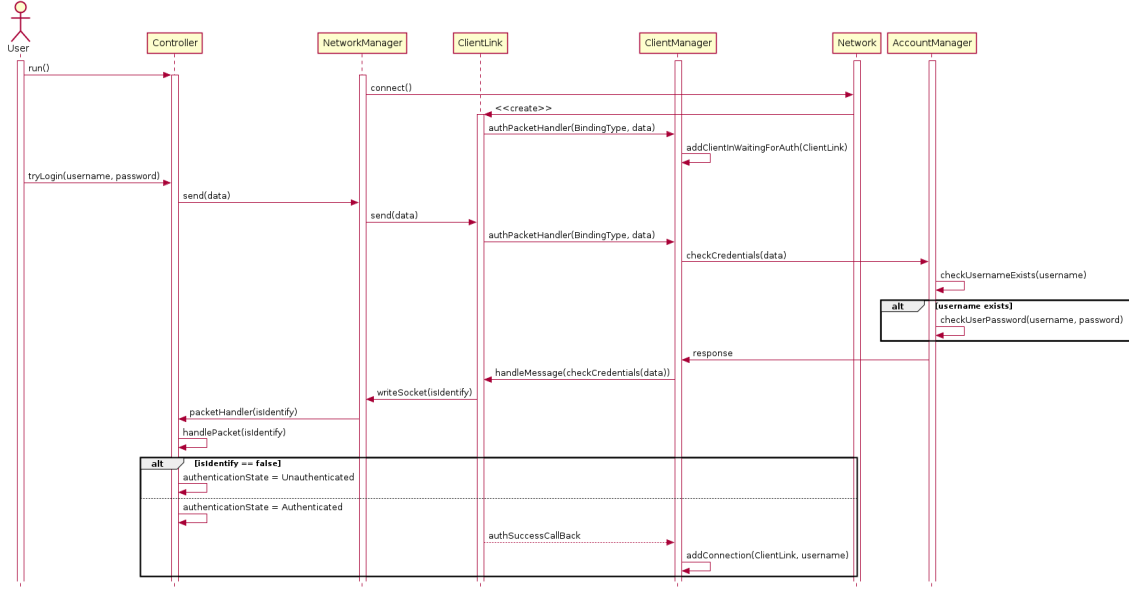 User
Controller
NetworkManager
ClientLink
ClientManager
Network
AccountManager
run()
connect()
<<create>>
authPacketHandler(BindingType, data)
addClientInWaitingForAuth(ClientLink)
tryLogin(username, password)
send(data)
send(data)
authPacketHandler(BindingType, data)
checkCredentials(data)
checkUsernameExists(username)
alt [username exists]
checkUserPassword(username, password)
response
handleMessage(checkCredentials(data))
writeSocket(isIdentify)
packetHandler(isIdentify)
handlePacket(isIdentify)
alt [isIdentify == false]
authenticationState = Unauthenticated
authenticationState = Authenticated
authSuccessCallBack
addConnection(ClientLink, username)